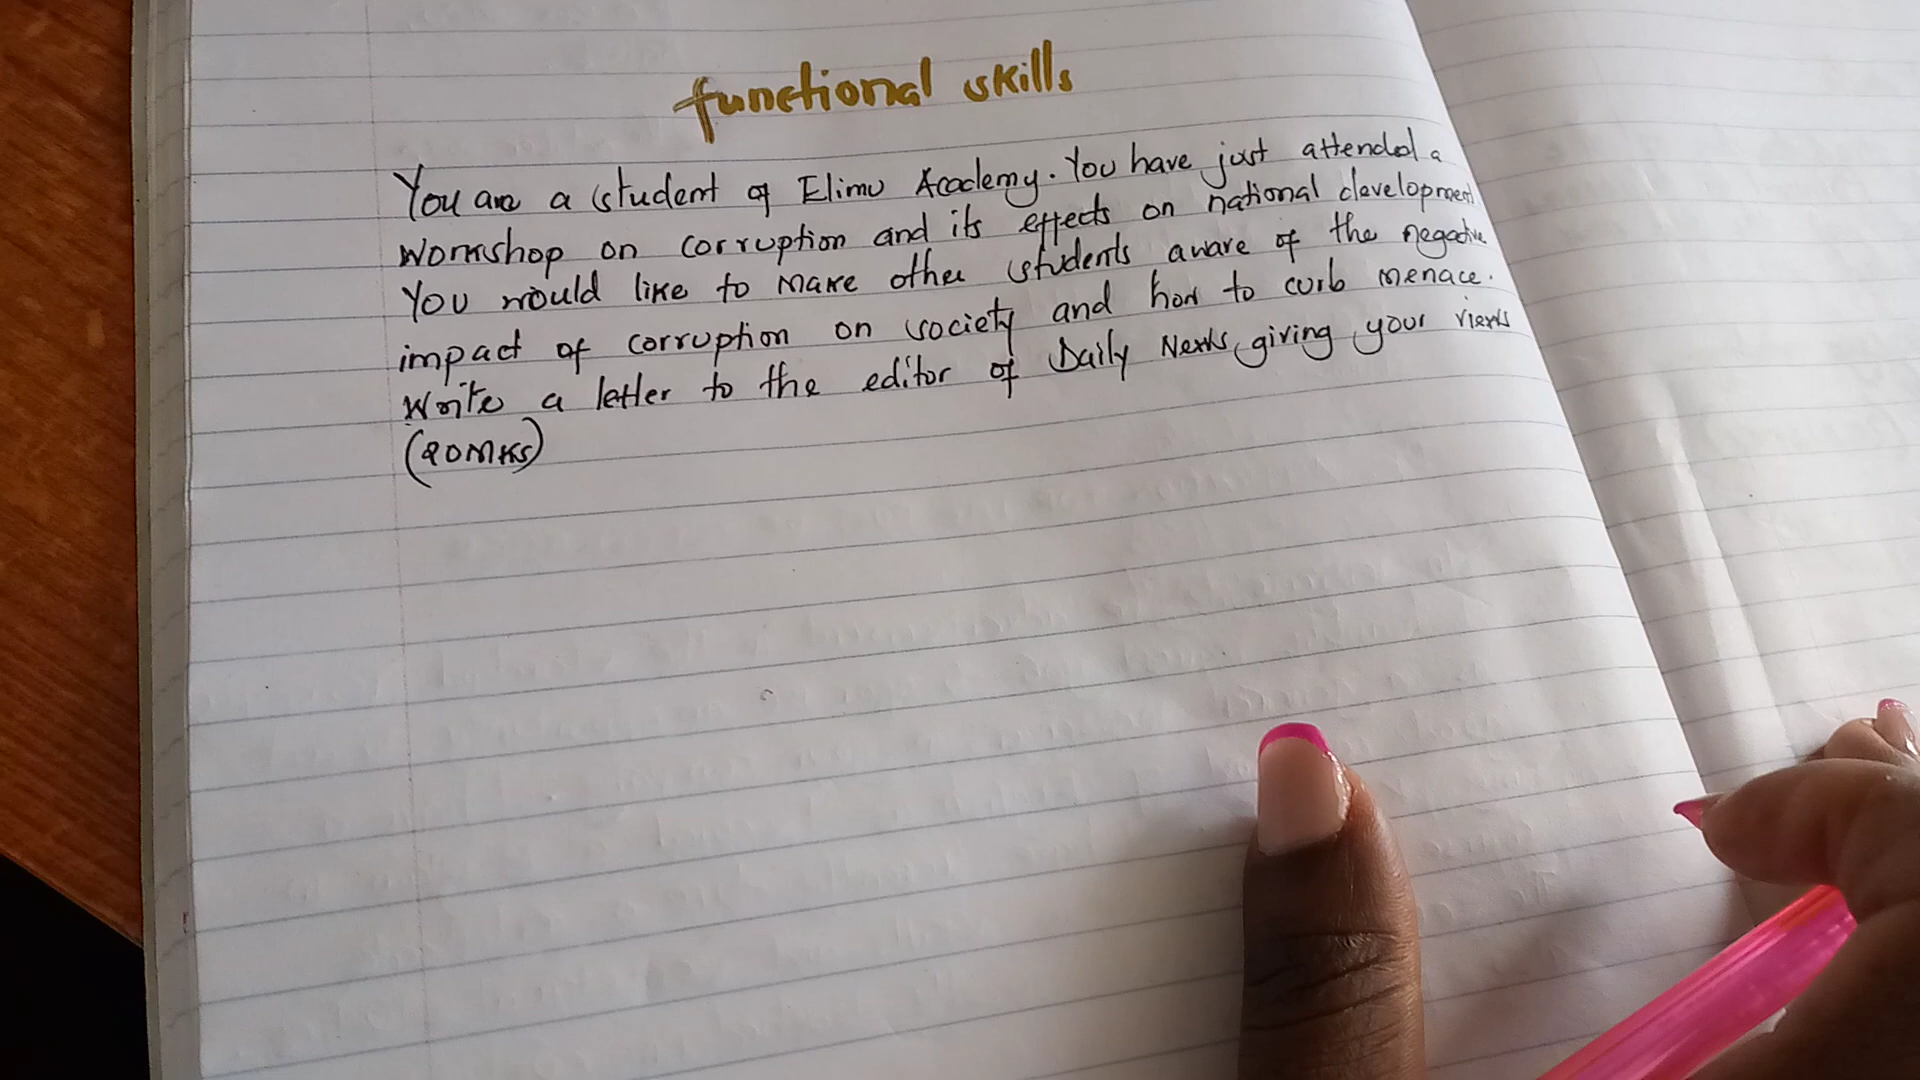 functional skills
You are a student of Elimu Academy. You have just attended a
workshop on corruption and its effects on national development
You would like to make other students aware of the negative
impact of corruption on society and how to curb menace.
Write a letter to the editor of Daily News, giving your views
(20MKS)